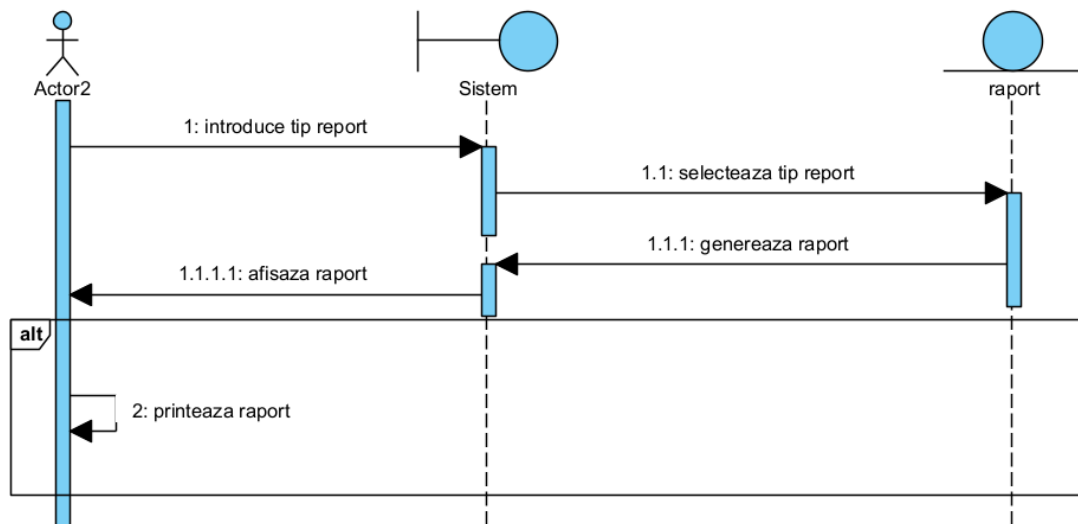 Actor2
Sistem
raport
1: introduce tip report
1.1: selecteaza tip report
1.1.1: genereaza raport
1.1.1.1: afisaza raport
alt
2: printeaza raport